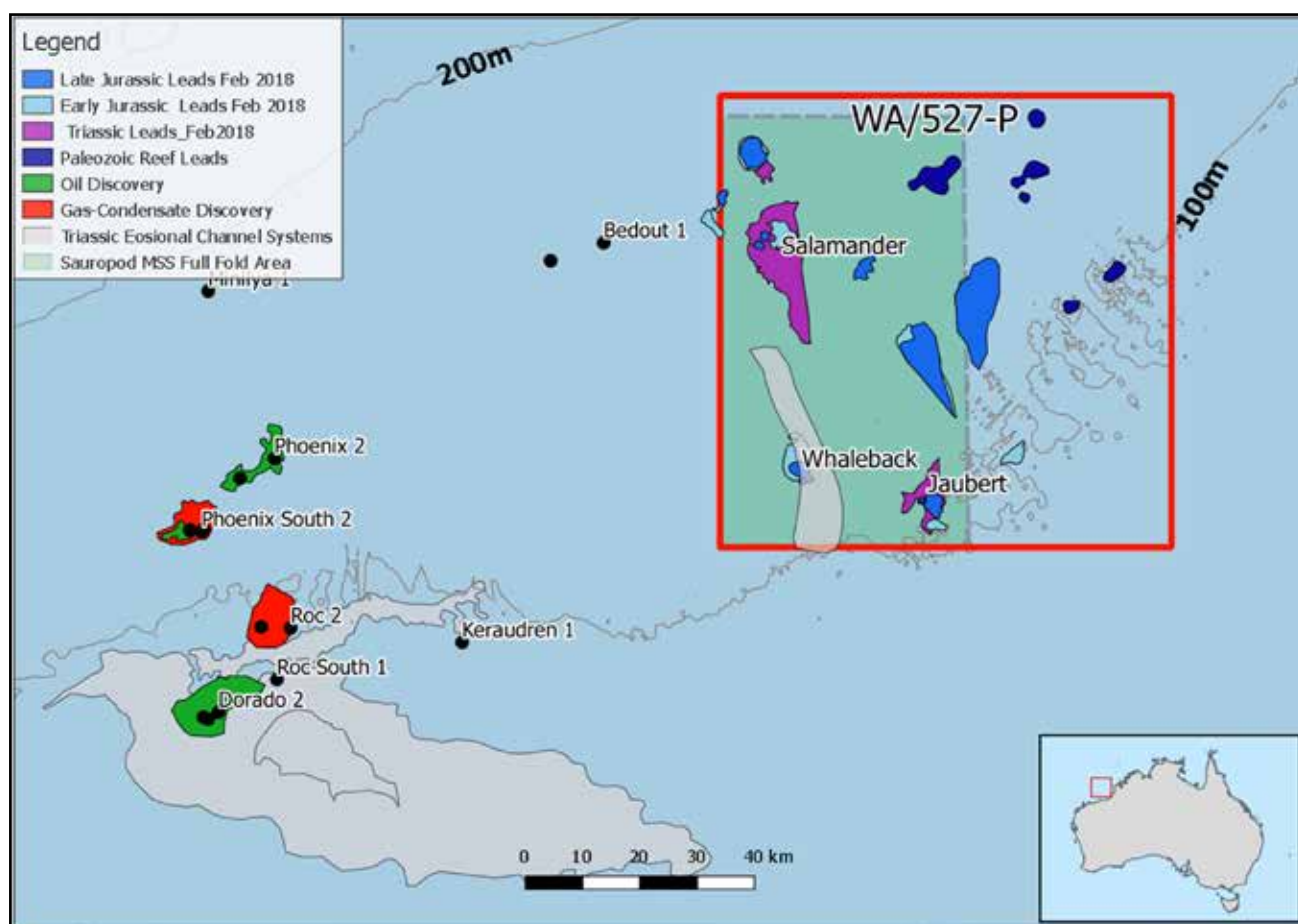 Legend
Late Jurassic Leads Feb 2018
Early Jurassic Leads Feb 2018
Triassic Leads_Feb2018
Paleozoic Reef Leads
Oil Discovery
Gas-Condensate Discovery
Triassic Eosional Channel Systems
Sauropod MSS Full Fold Area
200m
WA/527-P
100m
Bedout 1
Salamander
Minilya 1
Phoenix 2
Whaleback
Jaubert
Phoenix South 2
Roc 2
Keraudren 1
Roc South 1
Dorado 2
0 10 20 30 40 km